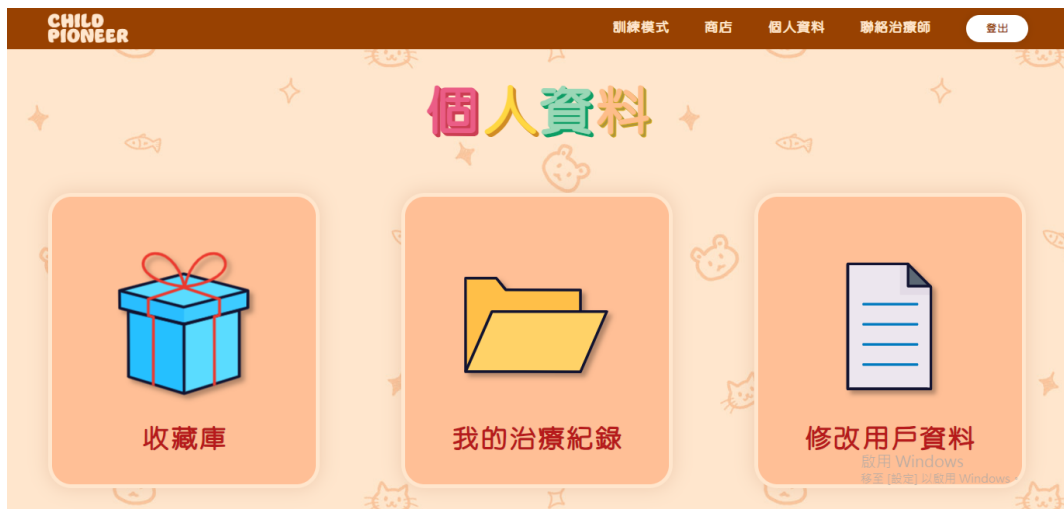 CHILD
PIONEER
訓練模式 商店 個人資料 聯絡治療師 登出
個人資料
收藏庫 我的治療紀錄 修改用戶資料
啟用 Windows
移至 [設定] 以啟用 Windows。